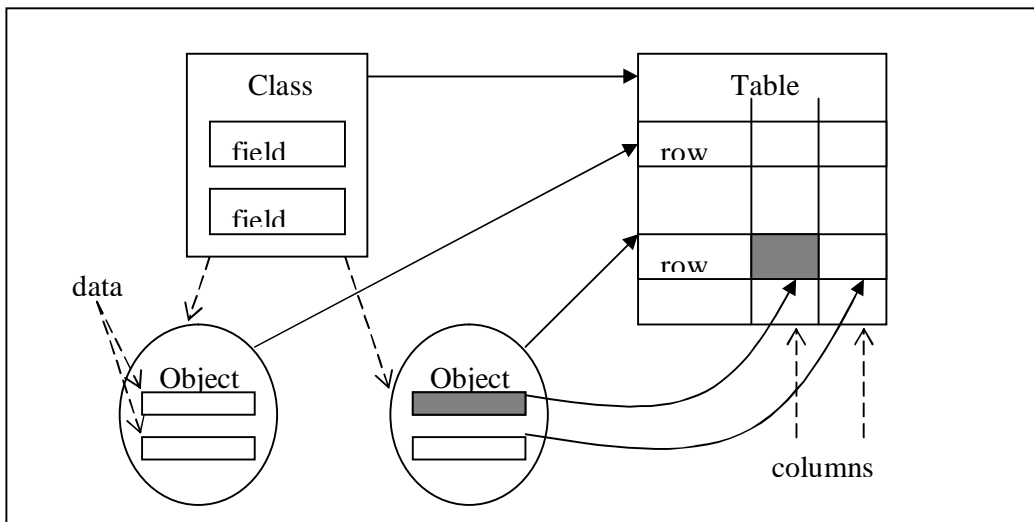 Class
Table
field
row
field
row
data
Object
Object
columns